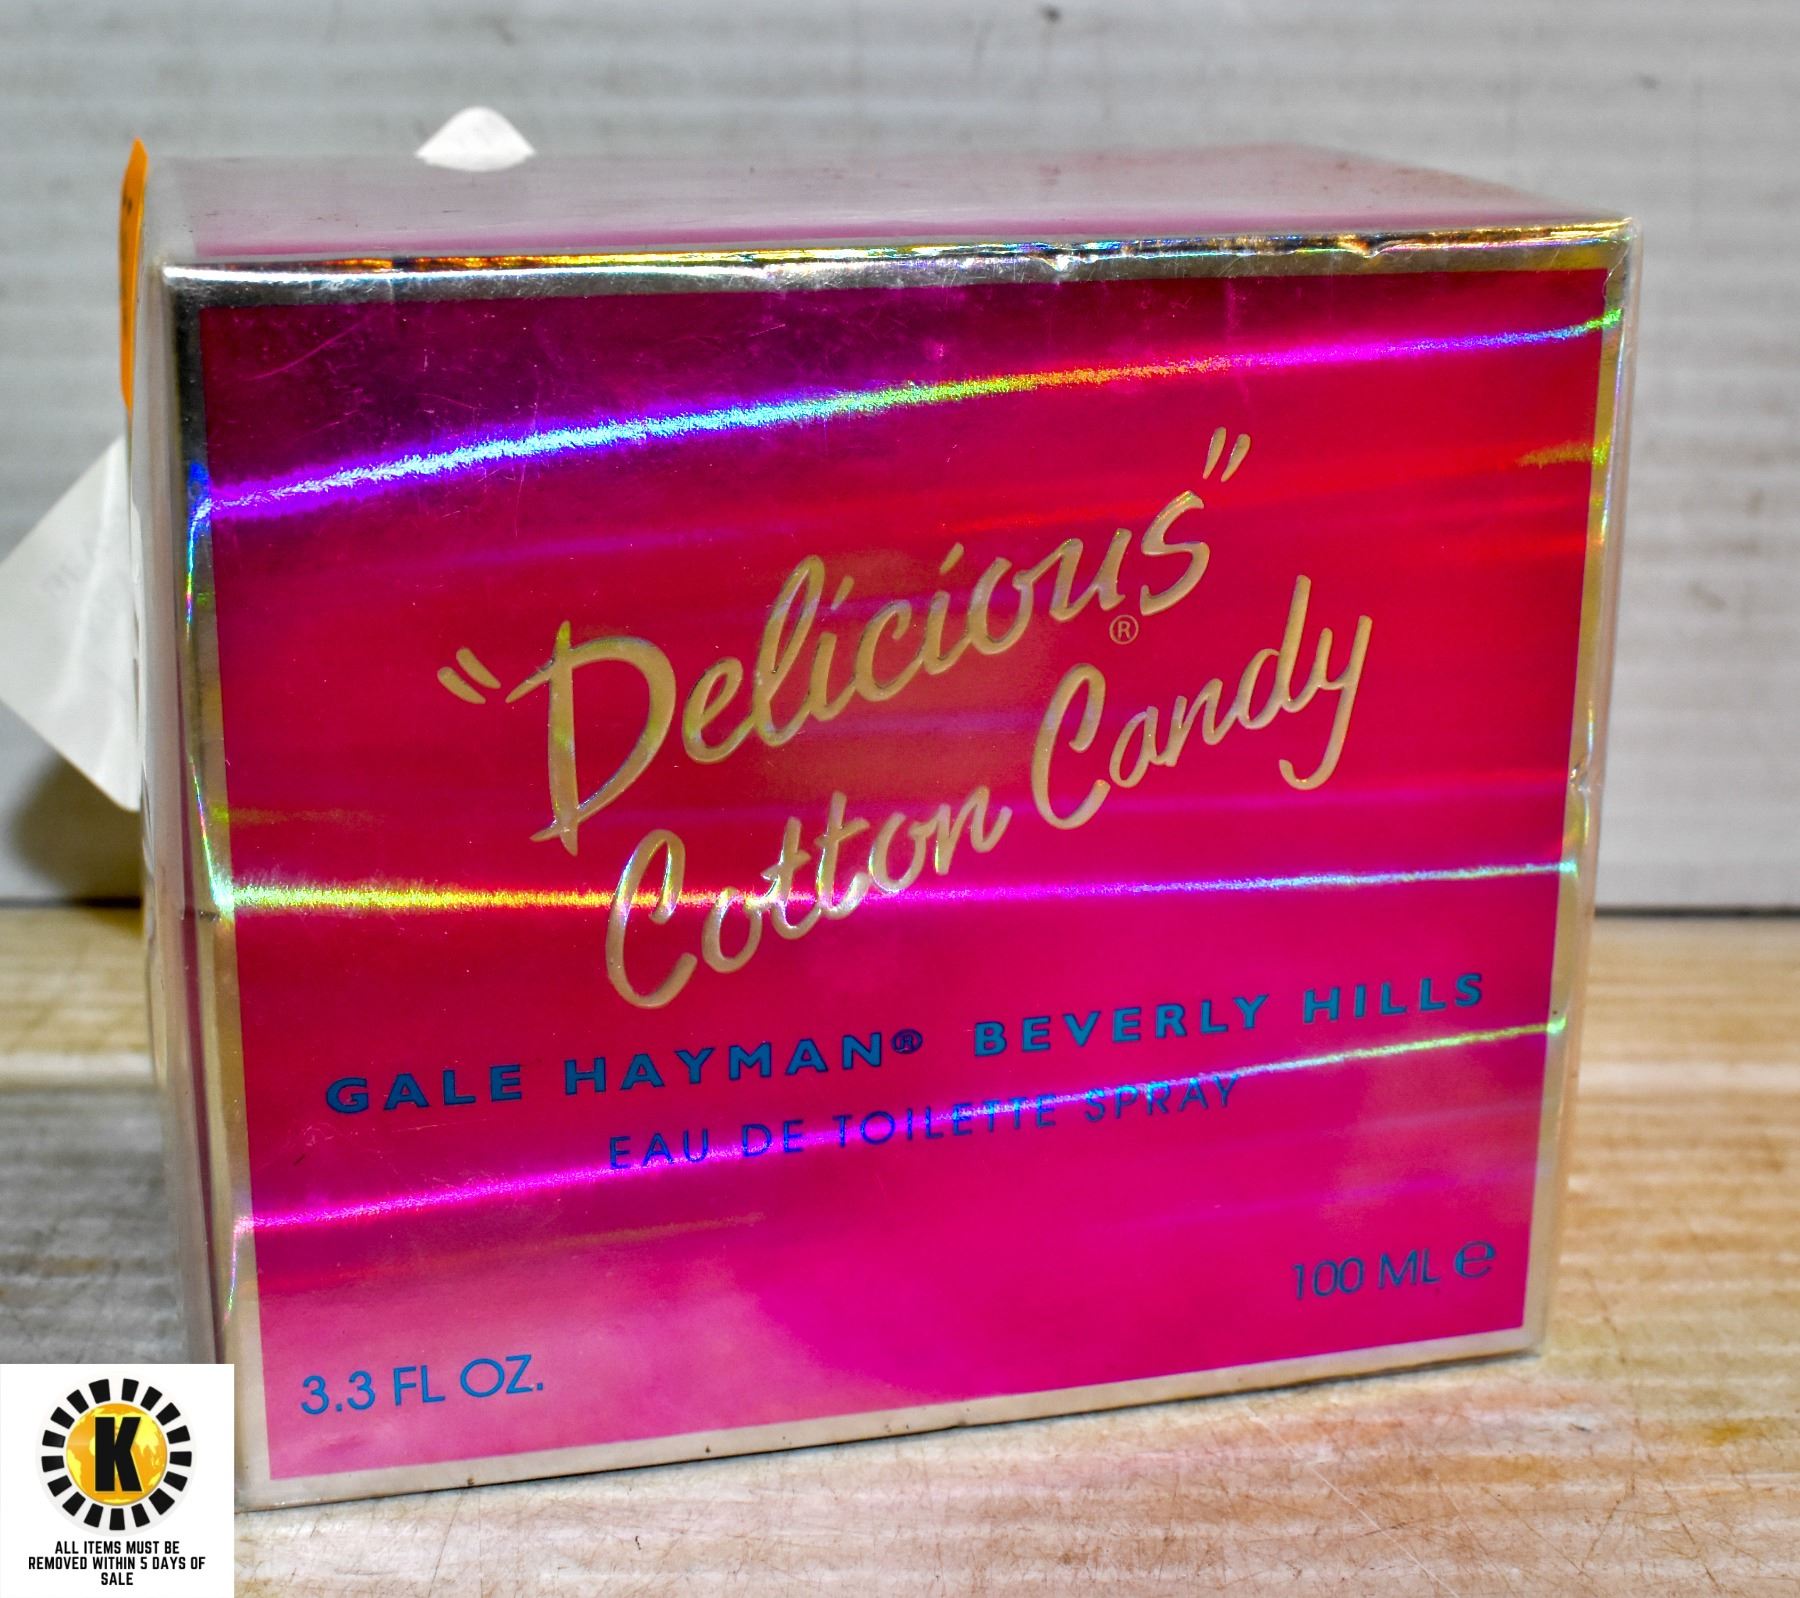 "Delicious"®
Cotton Candy
GALE HAYMAN® BEVERLY HILLS
EAU DE TOILETTE SPRAY
100 ML ℮
3.3 FL OZ.
K
ALL ITEMS MUST BE
REMOVED WITHIN 5 DAYS OF
SALE